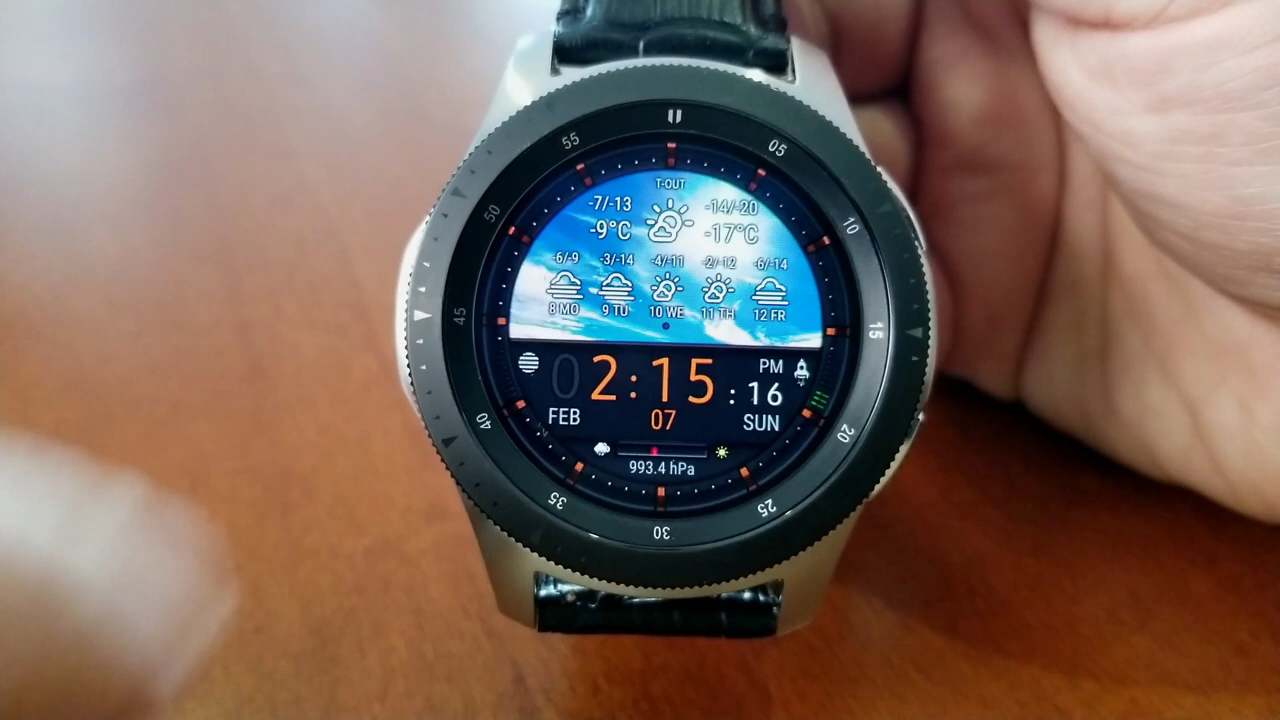 T-OUT
-7/-13 -14/-20
-9°C -17°C
-6/-9 -3/-14 -4/-11 -2/-12 -6/-14
8 MO 9 TU 10 WE 11 TH 12 FR
02:15:16 PM
FEB 07 SUN
993.4 hPa
05
10
15
20
25
30
35
40
45
50
55